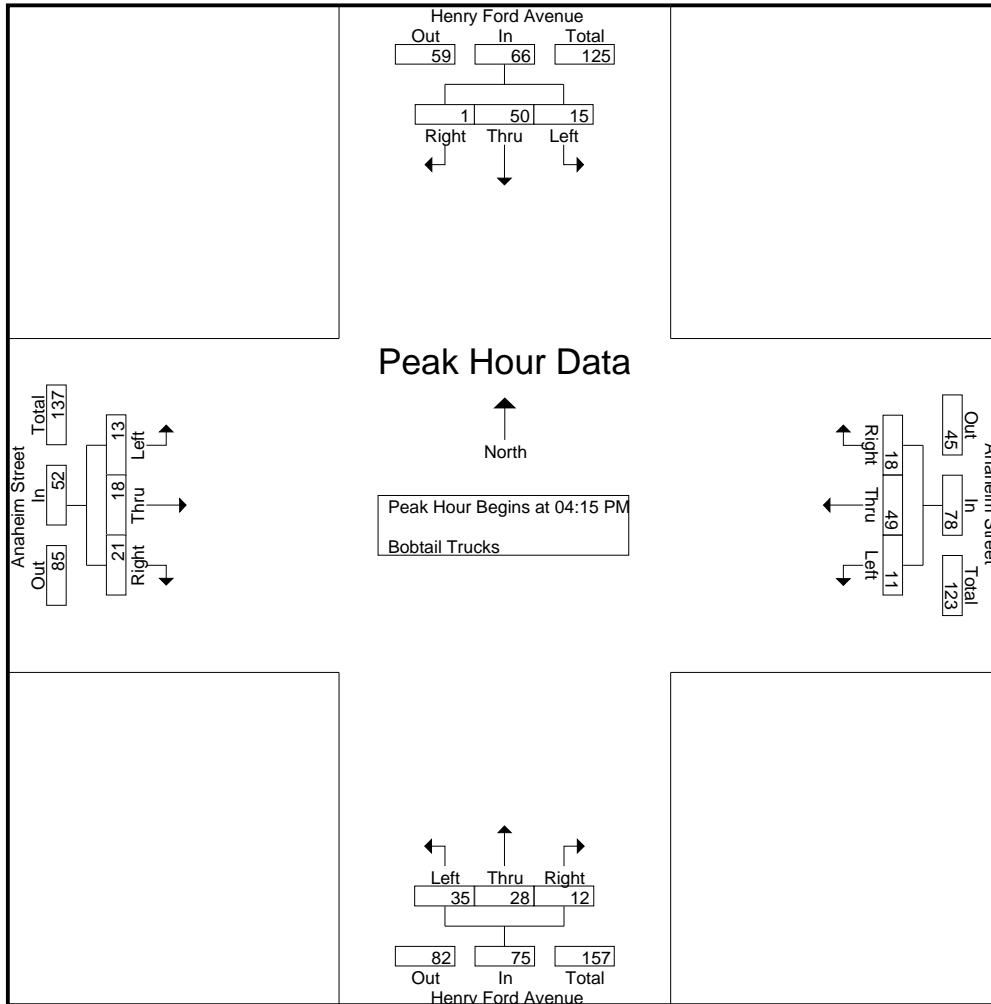 Henry Ford Avenue
Out In Total
59 66 125
1 50 15
Right Thru Left
Peak Hour Data
North
Peak Hour Begins at 04:15 PM
Bobtail Trucks
Anaheim Street
Total In Out
137 52 85
13 18 21
Left Thru Right
Right Thru Left
18 49 11
Out In Total
45 78 123
Anaheim Street
Left Thru Right
35 28 12
82 75 157
Out In Total
Henry Ford Avenue